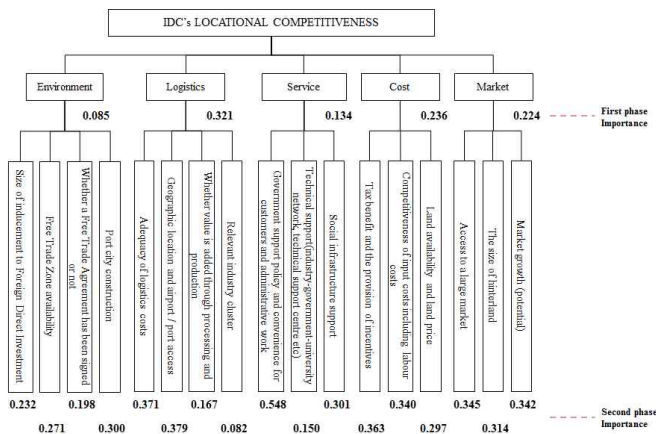 IDC's LOCATIONAL COMPETITIVENESS
Environment
Logistics
Service
Cost
Market
0.085
0.321
0.134
0.236
0.224
First phase
Importance
Size of inducement to Foreign Direct Investment
Free Trade Zone availability
Whether a Free Trade Agreement has been signed
or not
Port city construction
Adequacy of logistics costs
Geographic location and airport / port access
Whether value is added through processing and
production
Relevant industry cluster
Government support policy and convenience for
customers and administrative work
Technical support(industry-government-university
network, technical support centre etc)
Social infrastructure support
Tax benefit and the provision of incentives
Competitiveness of input costs including labour
costs
Land availability and land price
Access to a large market
The size of hinterland
Market growth (potential)
0.232
0.198
0.371
0.167
0.548
0.301
0.340
0.345
0.342
0.271
0.300
0.379
0.082
0.150
0.363
0.297
0.314
Second phase
Importance